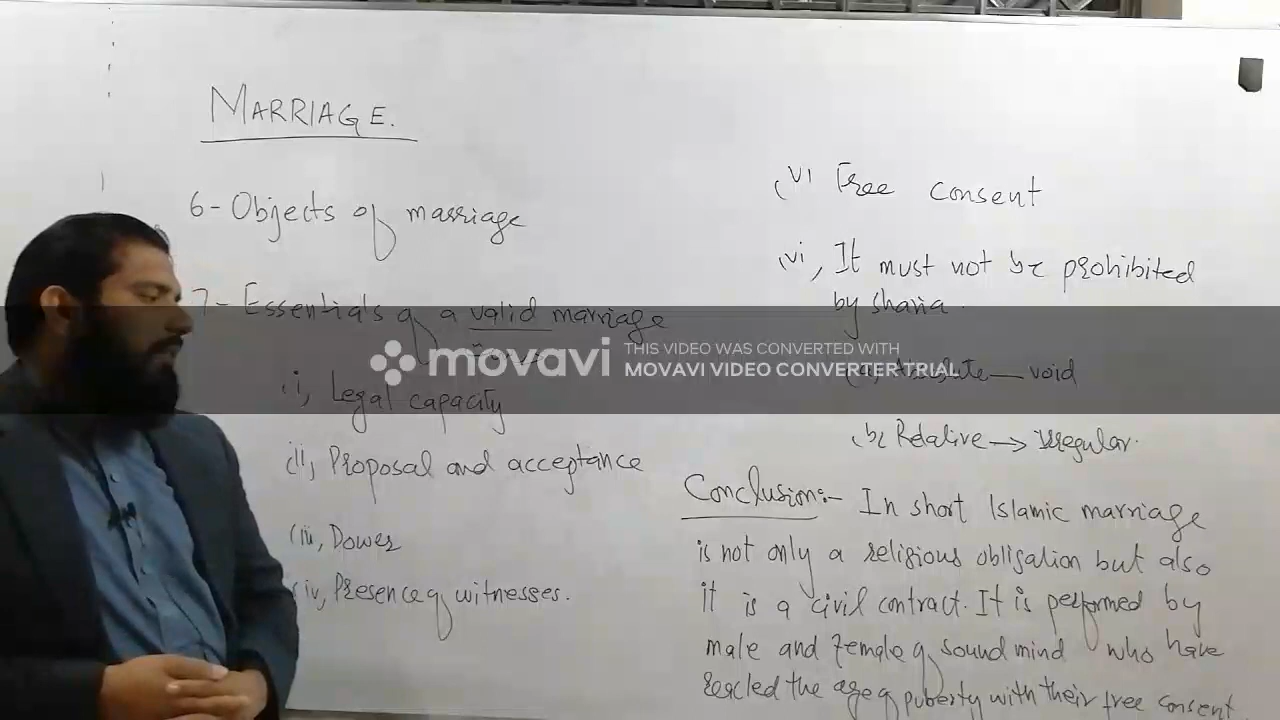 MARRIAGE.
6- Objects of marriage
7- Essentials of a valid marriage
(i), Legal capacity
(ii), Proposal and acceptance
(iii, Dower
(iv, Presence of witnesses.
(vi Free consent
(vi, It must not be prohibited
by sharia.
(a) Absolute — void
(b( Relative → irregular.
Conclusion:- In short Islamic marriage
is not only a religious obligation but also
it is a civil contract. It is performed by
male and female of sound mind who have
reacled the age of puberty with their free consent.
movavi
THIS VIDEO WAS CONVERTED WITH
MOVAVI VIDEO CONVERTER TRIAL